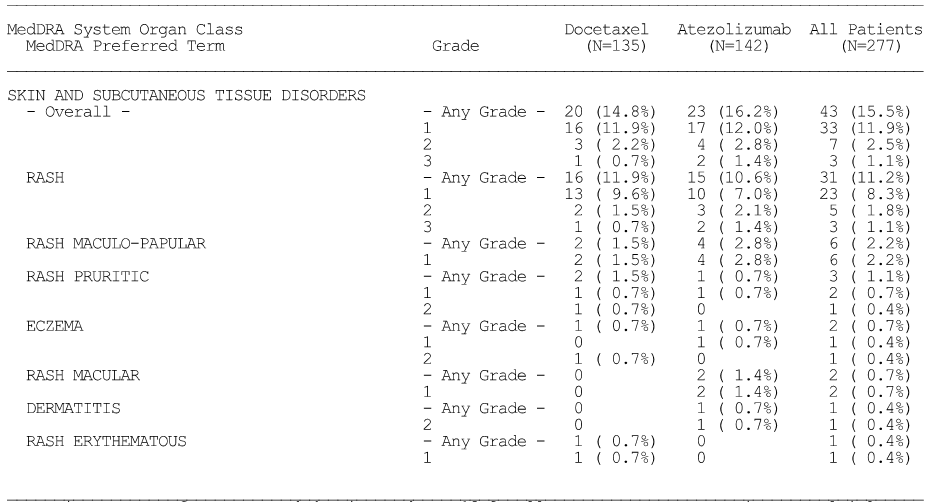 MedDRA System Organ Class Docetaxel Atezolizumab All Patients
MedDRA Preferred Term Grade (N=135) (N=142) (N=277)
SKIN AND SUBCUTANEOUS TISSUE DISORDERS
- Overall - - Any Grade - 20 (14.8%) 23 (16.2%) 43 (15.5%)
1 16 (11.9%) 17 (12.0%) 33 (11.9%)
2 3 ( 2.2%) 4 ( 2.8%) 7 ( 2.5%)
3 1 ( 0.7%) 2 ( 1.4%) 3 ( 1.1%)
RASH - Any Grade - 16 (11.9%) 15 (10.6%) 31 (11.2%)
1 13 ( 9.6%) 10 ( 7.0%) 23 ( 8.3%)
2 2 ( 1.5%) 3 ( 2.1%) 5 ( 1.8%)
3 1 ( 0.7%) 2 ( 1.4%) 3 ( 1.1%)
RASH MACULO-PAPULAR - Any Grade - 2 ( 1.5%) 4 ( 2.8%) 6 ( 2.2%)
1 2 ( 1.5%) 4 ( 2.8%) 6 ( 2.2%)
RASH PRURITIC - Any Grade - 2 ( 1.5%) 1 ( 0.7%) 3 ( 1.1%)
1 1 ( 0.7%) 1 ( 0.7%) 2 ( 0.7%)
2 1 ( 0.7%) 0 1 ( 0.4%)
ECZEMA - Any Grade - 1 ( 0.7%) 1 ( 0.7%) 2 ( 0.7%)
1 0 1 ( 0.7%) 1 ( 0.4%)
2 1 ( 0.7%) 0 1 ( 0.4%)
RASH MACULAR - Any Grade - 0 2 ( 1.4%) 2 ( 0.7%)
1 0 2 ( 1.4%) 2 ( 0.7%)
DERMATITIS - Any Grade - 0 1 ( 0.7%) 1 ( 0.4%)
2 0 1 ( 0.7%) 1 ( 0.4%)
RASH ERYTHEMATOUS - Any Grade - 1 ( 0.7%) 0 1 ( 0.4%)
1 1 ( 0.7%) 0 1 ( 0.4%)